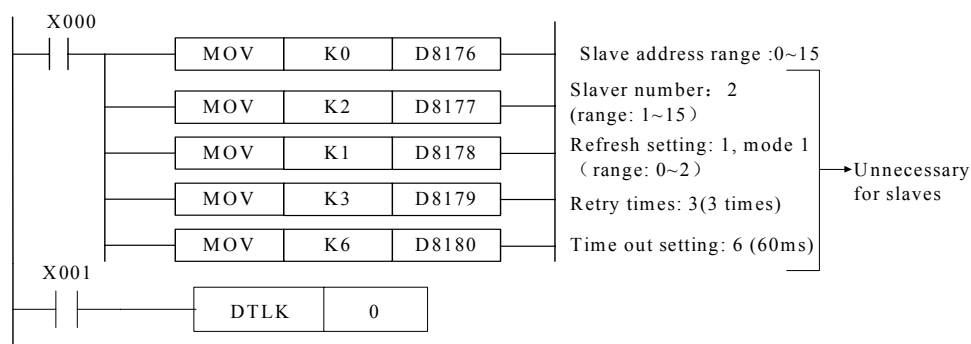 X000
MOV K0 D8176 Slave address range :0~15
MOV K2 D8177 Slaver number： 2
(range: 1~15）
MOV K1 D8178 Refresh setting: 1, mode 1
（range: 0~2）
MOV K3 D8179 Retry times: 3(3 times)
MOV K6 D8180 Time out setting: 6 (60ms)
Unnecessary
for slaves
X001
DTLK 0